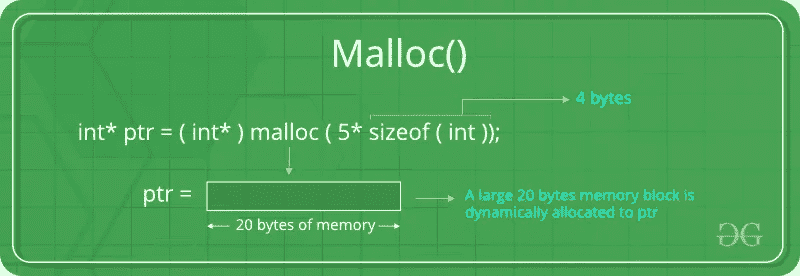 Malloc()
4 bytes
int* ptr = ( int* ) malloc ( 5* sizeof ( int ));
ptr =
A large 20 bytes memory block is
dynamically allocated to ptr
20 bytes of memory
GG